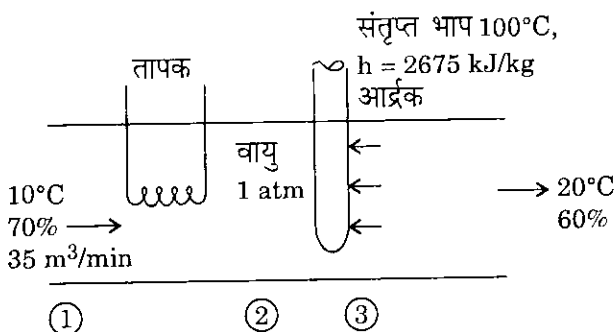 संतृप्त भाप 100°C,
तापक
h = 2675 kJ/kg
आर्द्रक
वायु
1 atm
10°C
70%
35 m³/min
20°C
60%
① ② ③